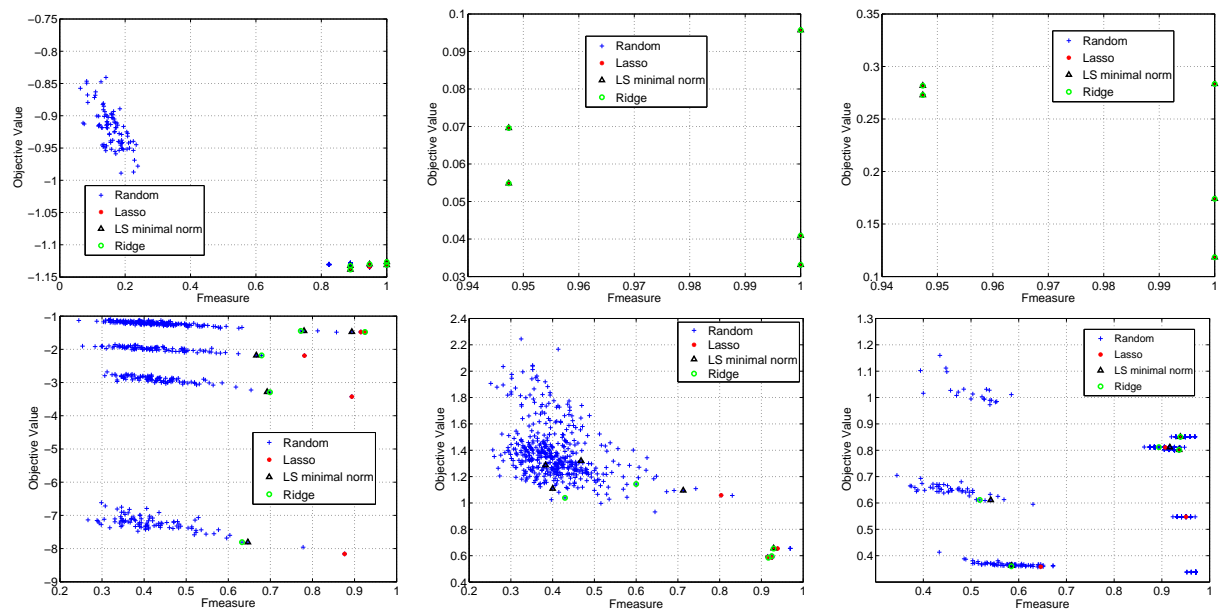 -0.75
-0.8
-0.85
-0.9
-0.95
-1
-1.05
-1.1
-1.15
0
0.2
0.4
0.6
0.8
1
Fmeasure
Objective Value
Random
Lasso
LS minimal norm
Ridge
0.1
0.09
0.08
0.07
0.06
0.05
0.04
0.03
0.94
0.95
0.96
0.97
0.98
0.99
1
Fmeasure
Objective Value
Random
Lasso
LS minimal norm
Ridge
0.35
0.3
0.25
0.2
0.15
0.1
0.94
0.95
0.96
0.97
0.98
0.99
1
Fmeasure
Objective Value
Random
Lasso
LS minimal norm
Ridge
-1
-2
-3
-4
-5
-6
-7
-8
-9
0.2
0.3
0.4
0.5
0.6
0.7
0.8
0.9
1
Fmeasure
Objective Value
Random
Lasso
LS minimal norm
Ridge
2.4
2.2
2
1.8
1.6
1.4
1.2
1
0.8
0.6
0.4
0.2
0.3
0.4
0.5
0.6
0.7
0.8
0.9
1
Fmeasure
Objective Value
Random
Lasso
LS minimal norm
Ridge
1.3
1.2
1.1
1
0.9
0.8
0.7
0.6
0.5
0.4
0.4
0.5
0.6
0.7
0.8
0.9
1
Fmeasure
Objective Value
Random
Lasso
LS minimal norm
Ridge